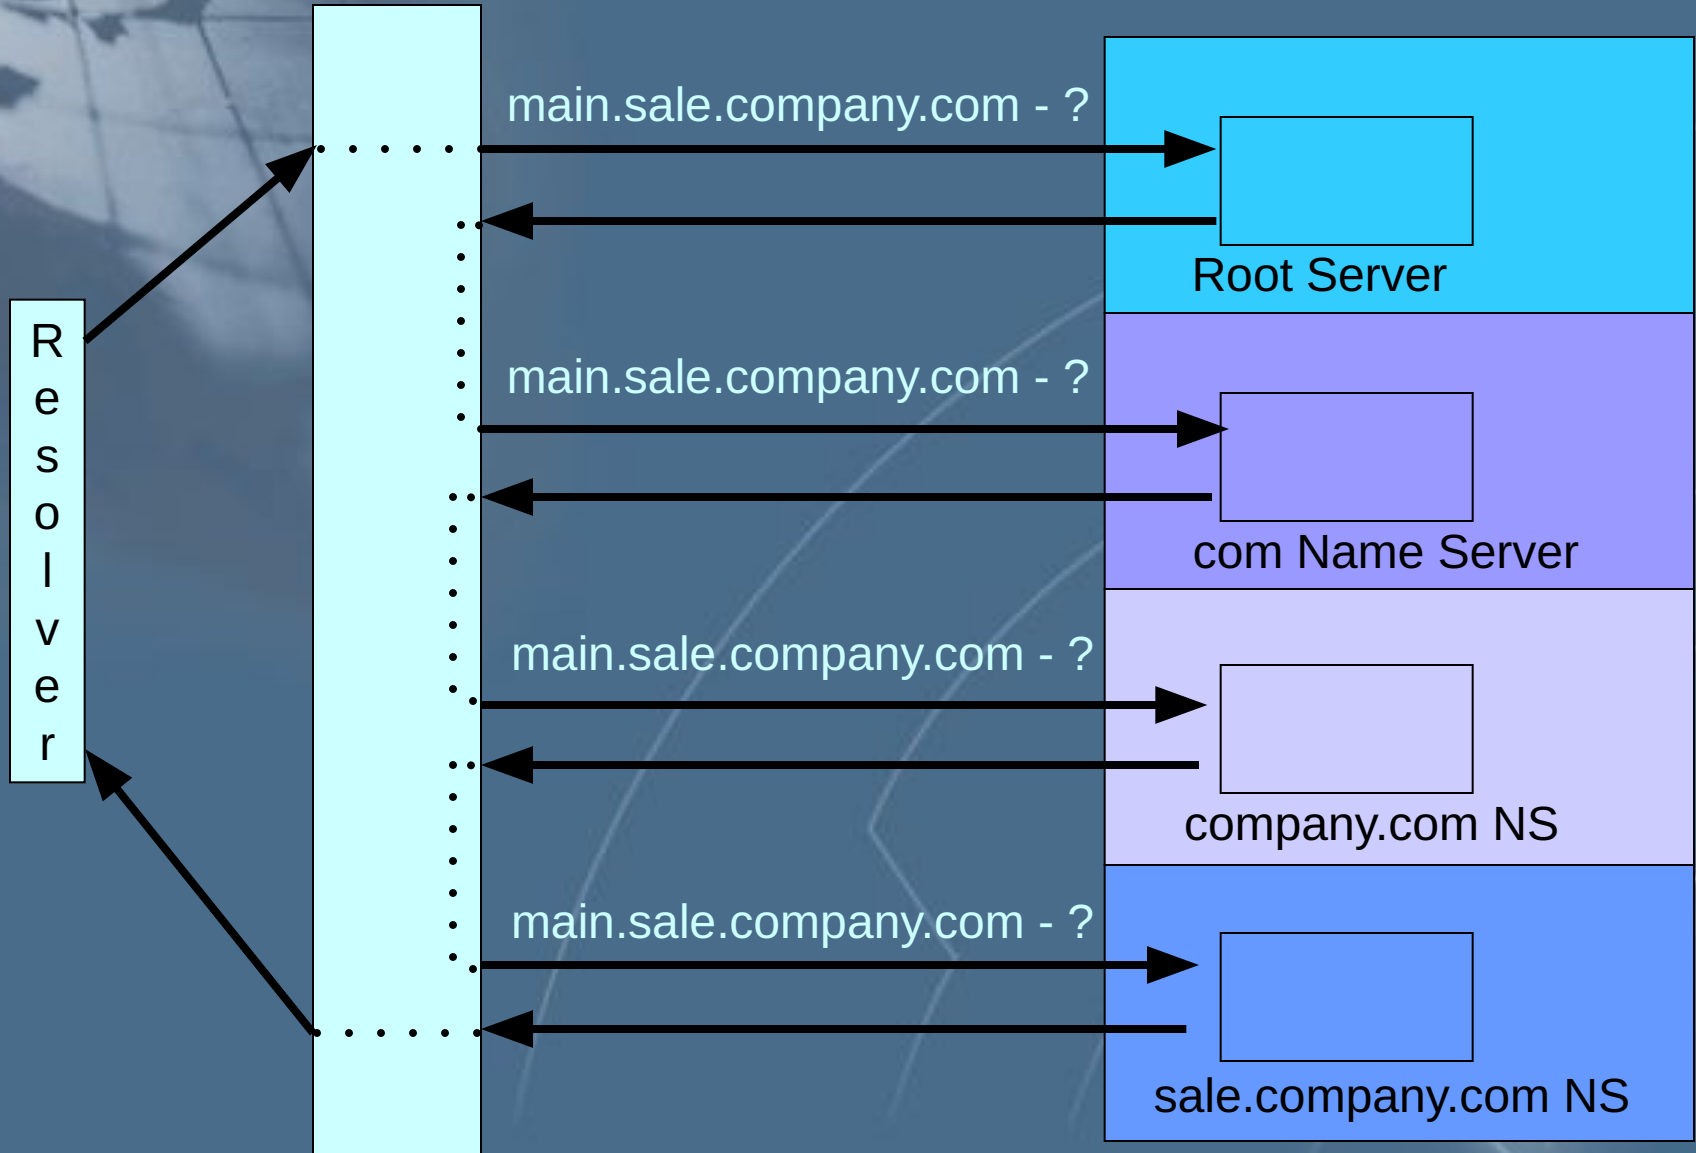 main.sale.company.com - ?
Root Server
Resolver
main.sale.company.com - ?
com Name Server
main.sale.company.com - ?
company.com NS
main.sale.company.com - ?
sale.company.com NS